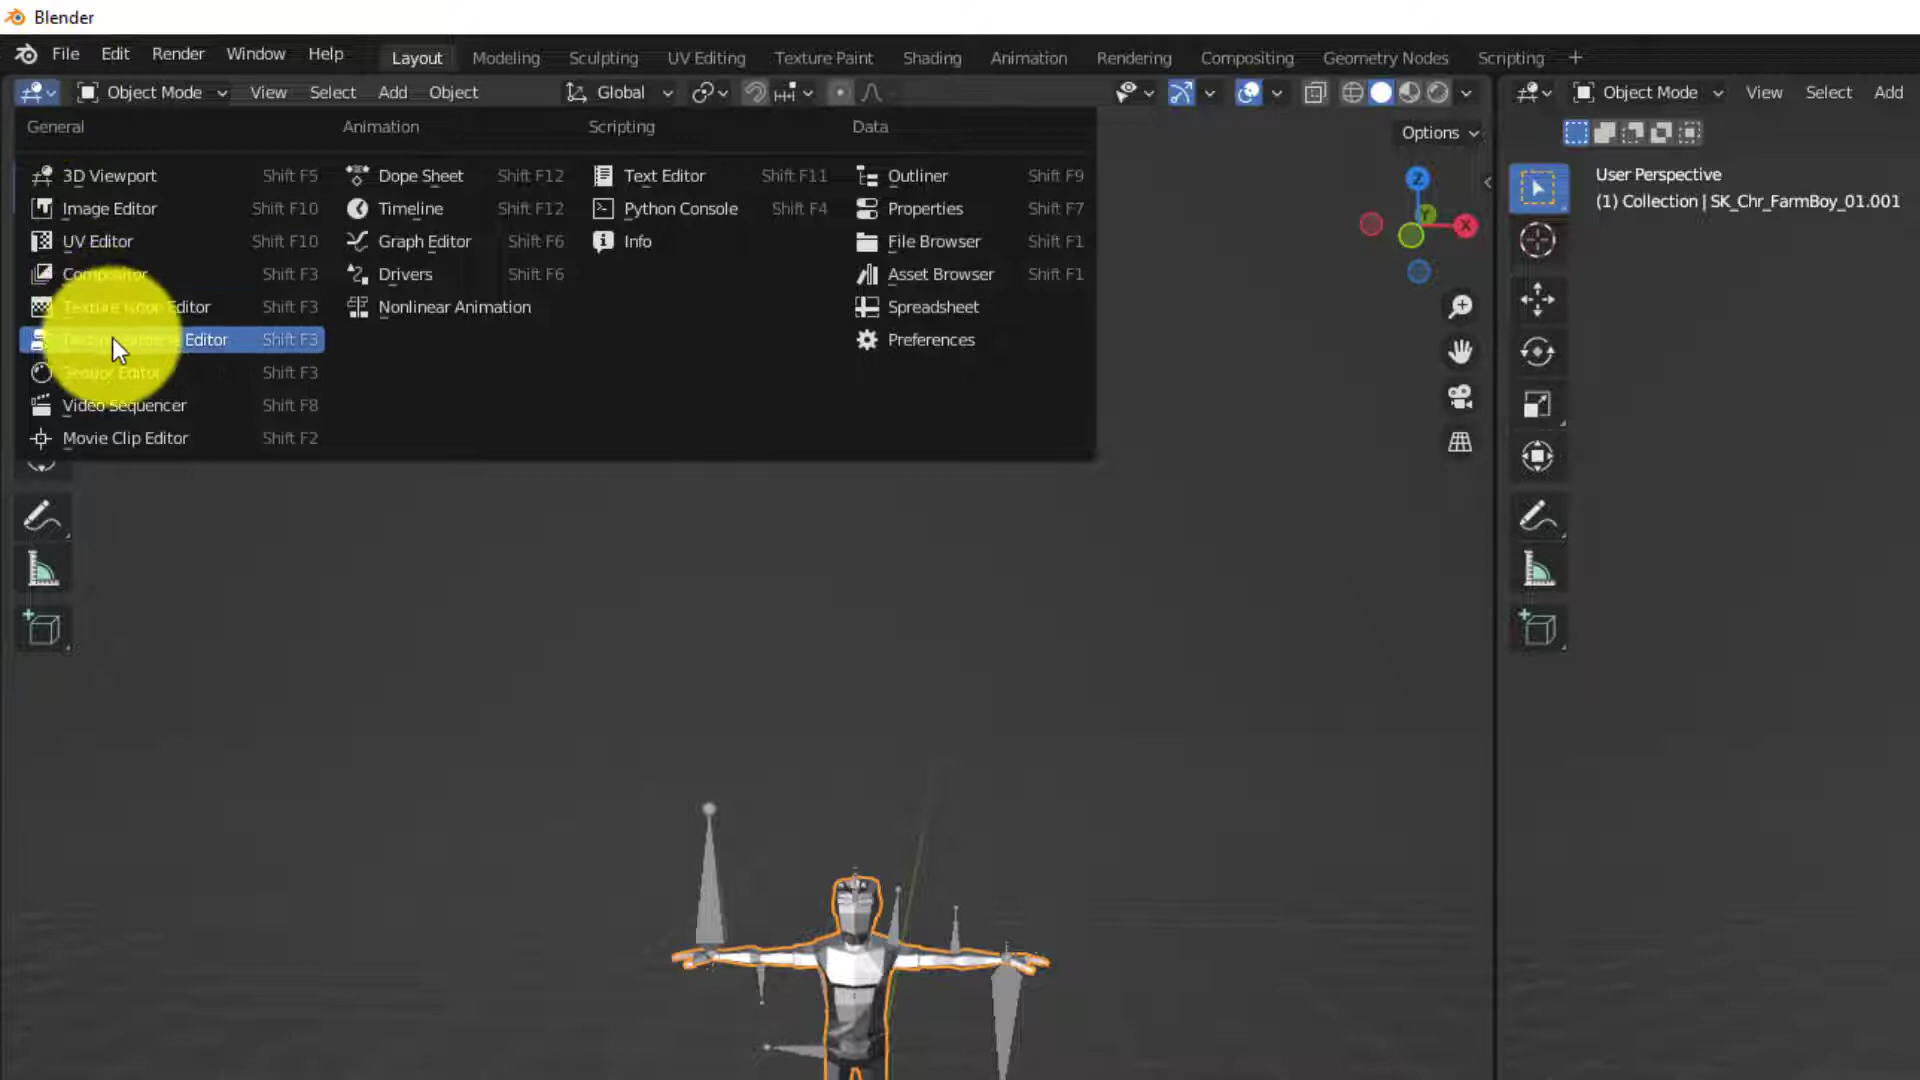 Blender
File Edit Render Window Help Layout Modeling Sculpting UV Editing Texture Paint Shading Animation Rendering Compositing Geometry Nodes Scripting +
Object Mode View Select Add Object Global Object Mode View Select Add
General Animation Scripting Data Options
3D Viewport Shift F5 Dope Sheet Shift F12 Text Editor Shift F11 Outliner Shift F9 User Perspective
Image Editor Shift F10 Timeline Shift F12 Python Console Shift F4 Properties Shift F7 (1) Collection | SK_Chr_FarmBoy_01.001
UV Editor Shift F10 Graph Editor Shift F6 Info File Browser Shift F1
Compositor Shift F3 Drivers Shift F6 Asset Browser Shift F1
Texture Editor Shift F3 Nonlinear Animation Spreadsheet
Editor Shift F3 Preferences
Editor Shift F3
Video Sequencer Shift F8
Movie Clip Editor Shift F2
Z
Y
X